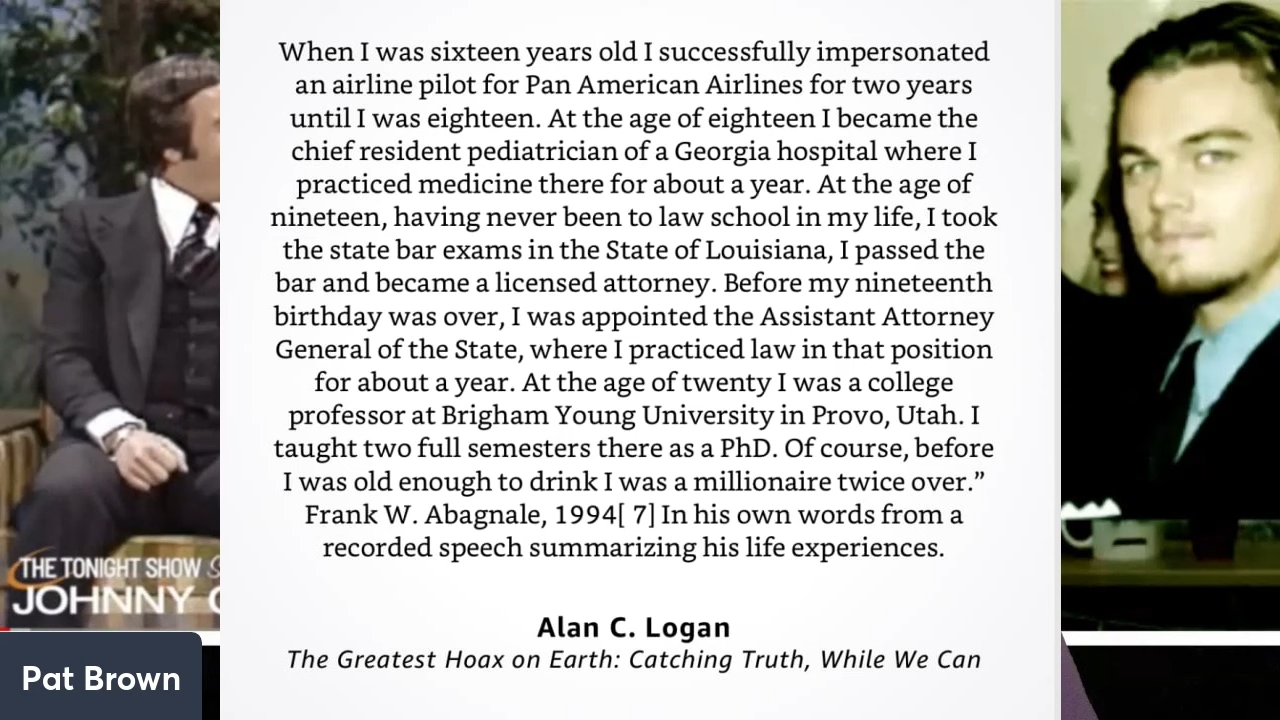 When I was sixteen years old I successfully impersonated
an airline pilot for Pan American Airlines for two years
until I was eighteen. At the age of eighteen I became the
chief resident pediatrician of a Georgia hospital where I
practiced medicine there for about a year. At the age of
nineteen, having never been to law school in my life, I took
the state bar exams in the State of Louisiana, I passed the
bar and became a licensed attorney. Before my nineteenth
birthday was over, I was appointed the Assistant Attorney
General of the State, where I practiced law in that position
for about a year. At the age of twenty I was a college
professor at Brigham Young University in Provo, Utah. I
taught two full semesters there as a PhD. Of course, before
I was old enough to drink I was a millionaire twice over.”
Frank W. Abagnale, 1994[ 7] In his own words from a
recorded speech summarizing his life experiences.
Alan C. Logan
The Greatest Hoax on Earth: Catching Truth, While We Can
THE TONIGHT SHOW
JOHNNY
Pat Brown